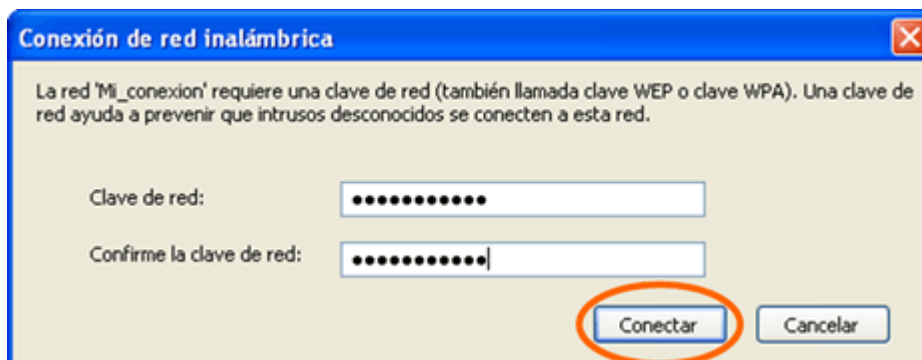 Conexión de red inalámbrica
La red 'Mi_conexion' requiere una clave de red (también llamada clave WEP o clave WPA). Una clave de
red ayuda a prevenir que intrusos desconocidos se conecten a esta red.
Clave de red: •••••••••••
Confirme la clave de red: •••••••••••
Conectar Cancelar